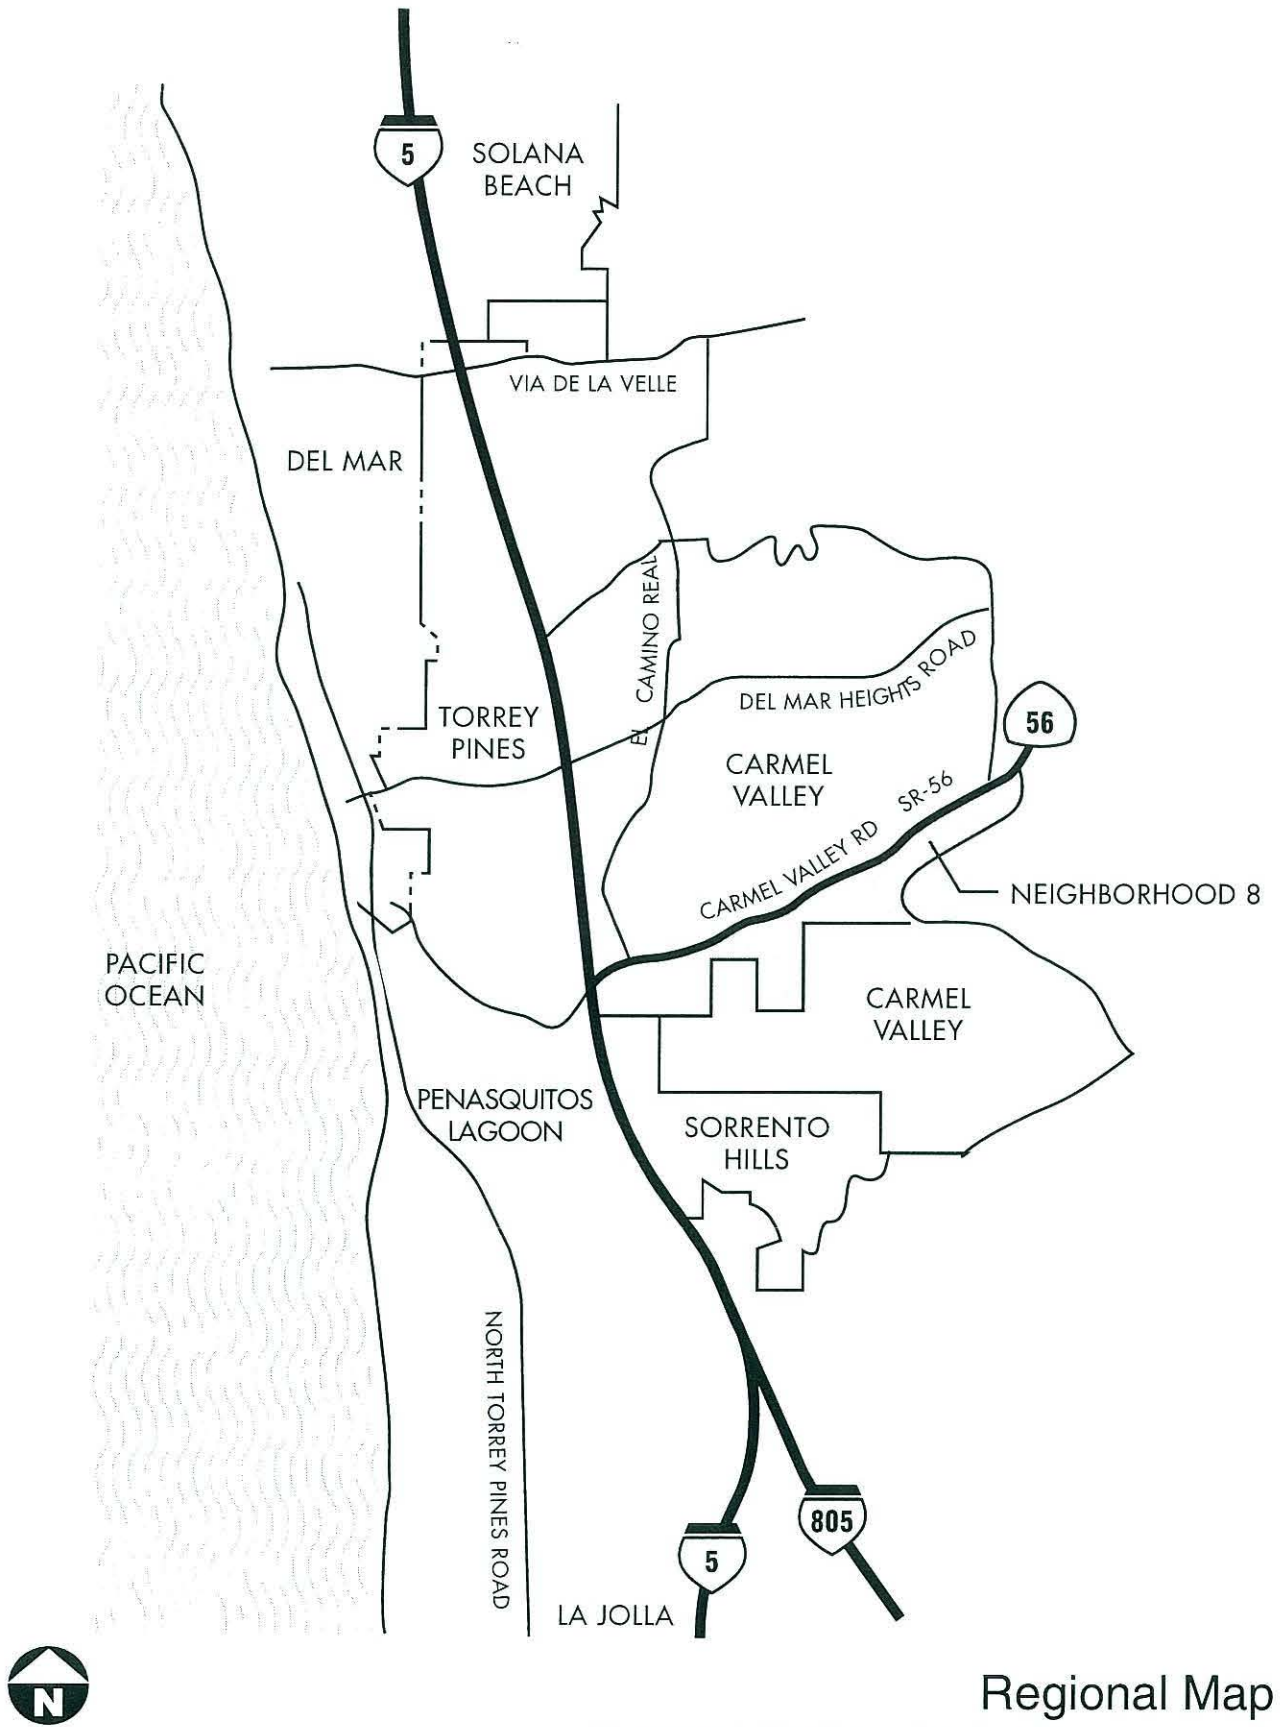 5
SOLANA
BEACH
VIA DE LA VELLE
DEL MAR
EL CAMINO REAL
DEL MAR HEIGHTS ROAD
TORREY
PINES
56
CARMEL
VALLEY
SR-56
CARMEL VALLEY RD
NEIGHBORHOOD 8
PACIFIC
OCEAN
CARMEL
VALLEY
PENASQUITOS
LAGOON
SORRENTO
HILLS
NORTH TORREY PINES ROAD
805
5
LA JOLLA
N
Regional Map